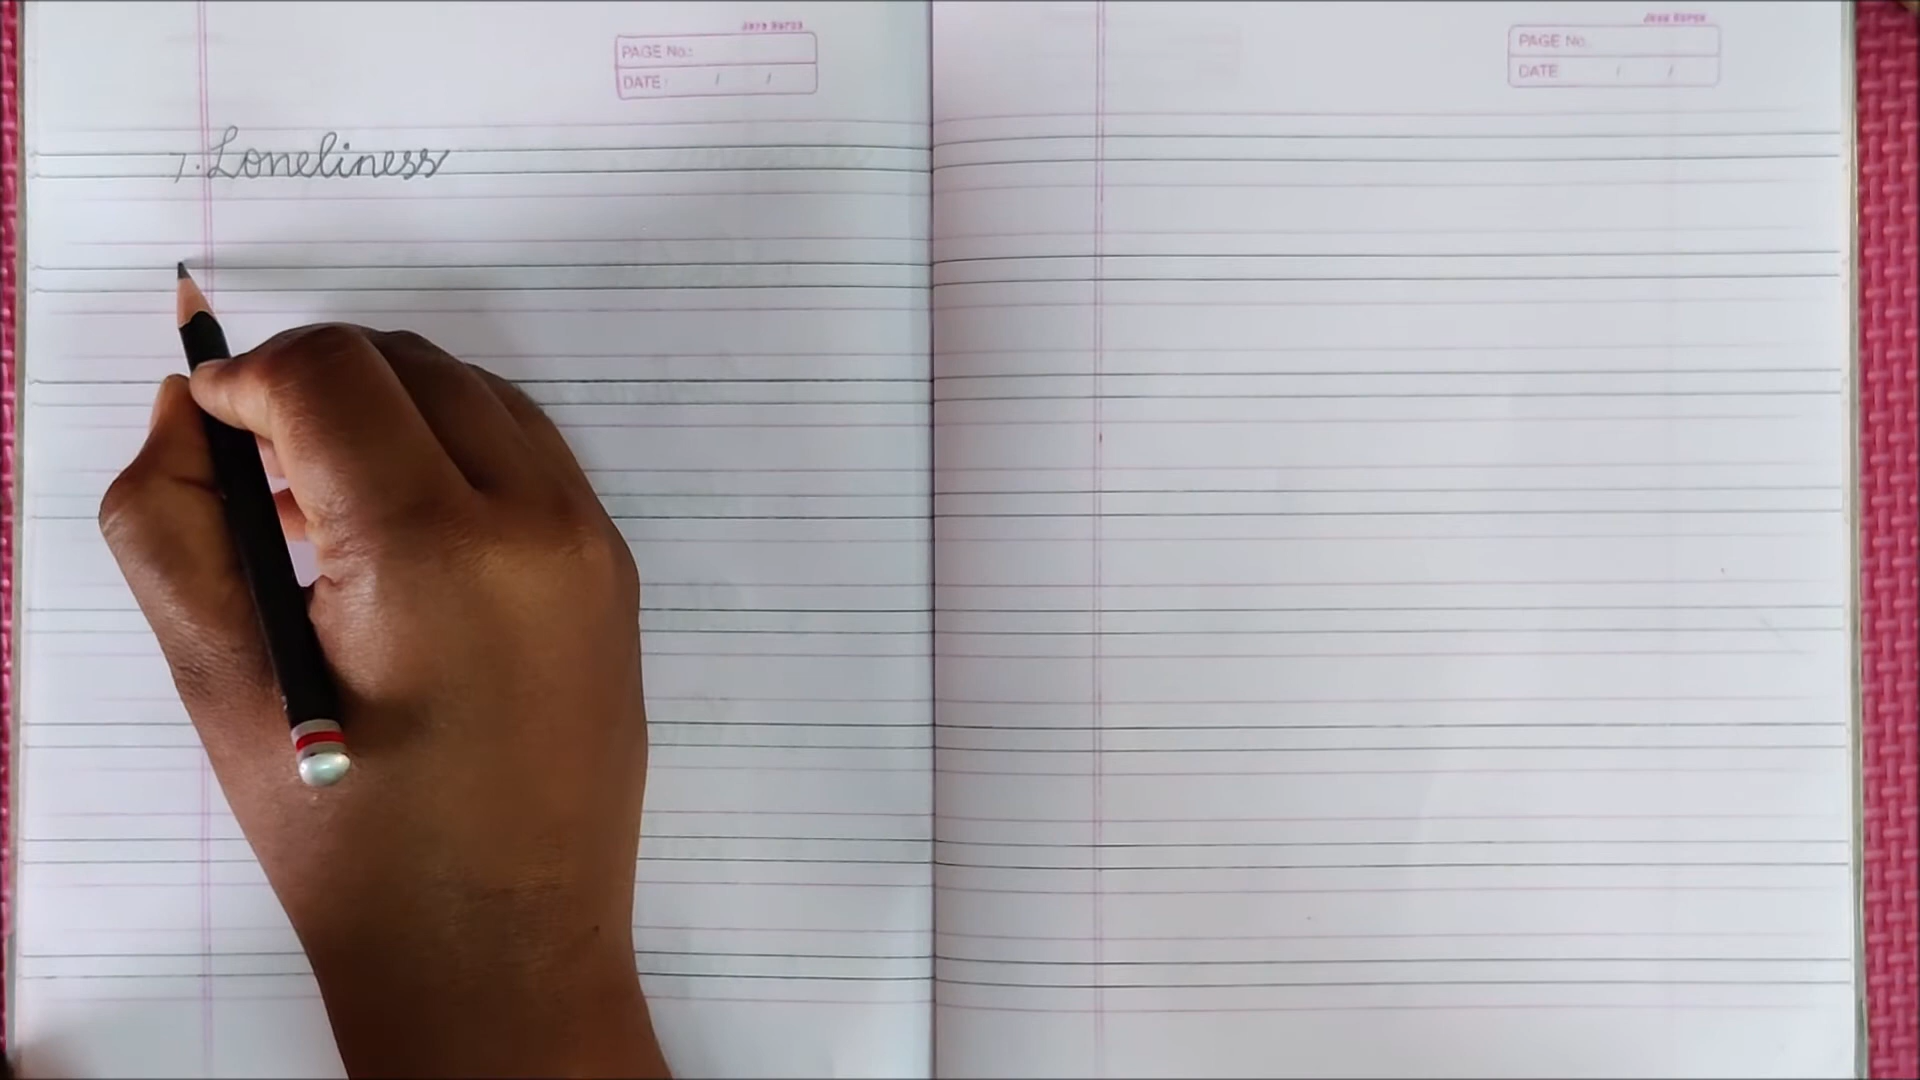 PAGE No.:
DATE: / /
7. Loneliness
PAGE No.
DATE / /